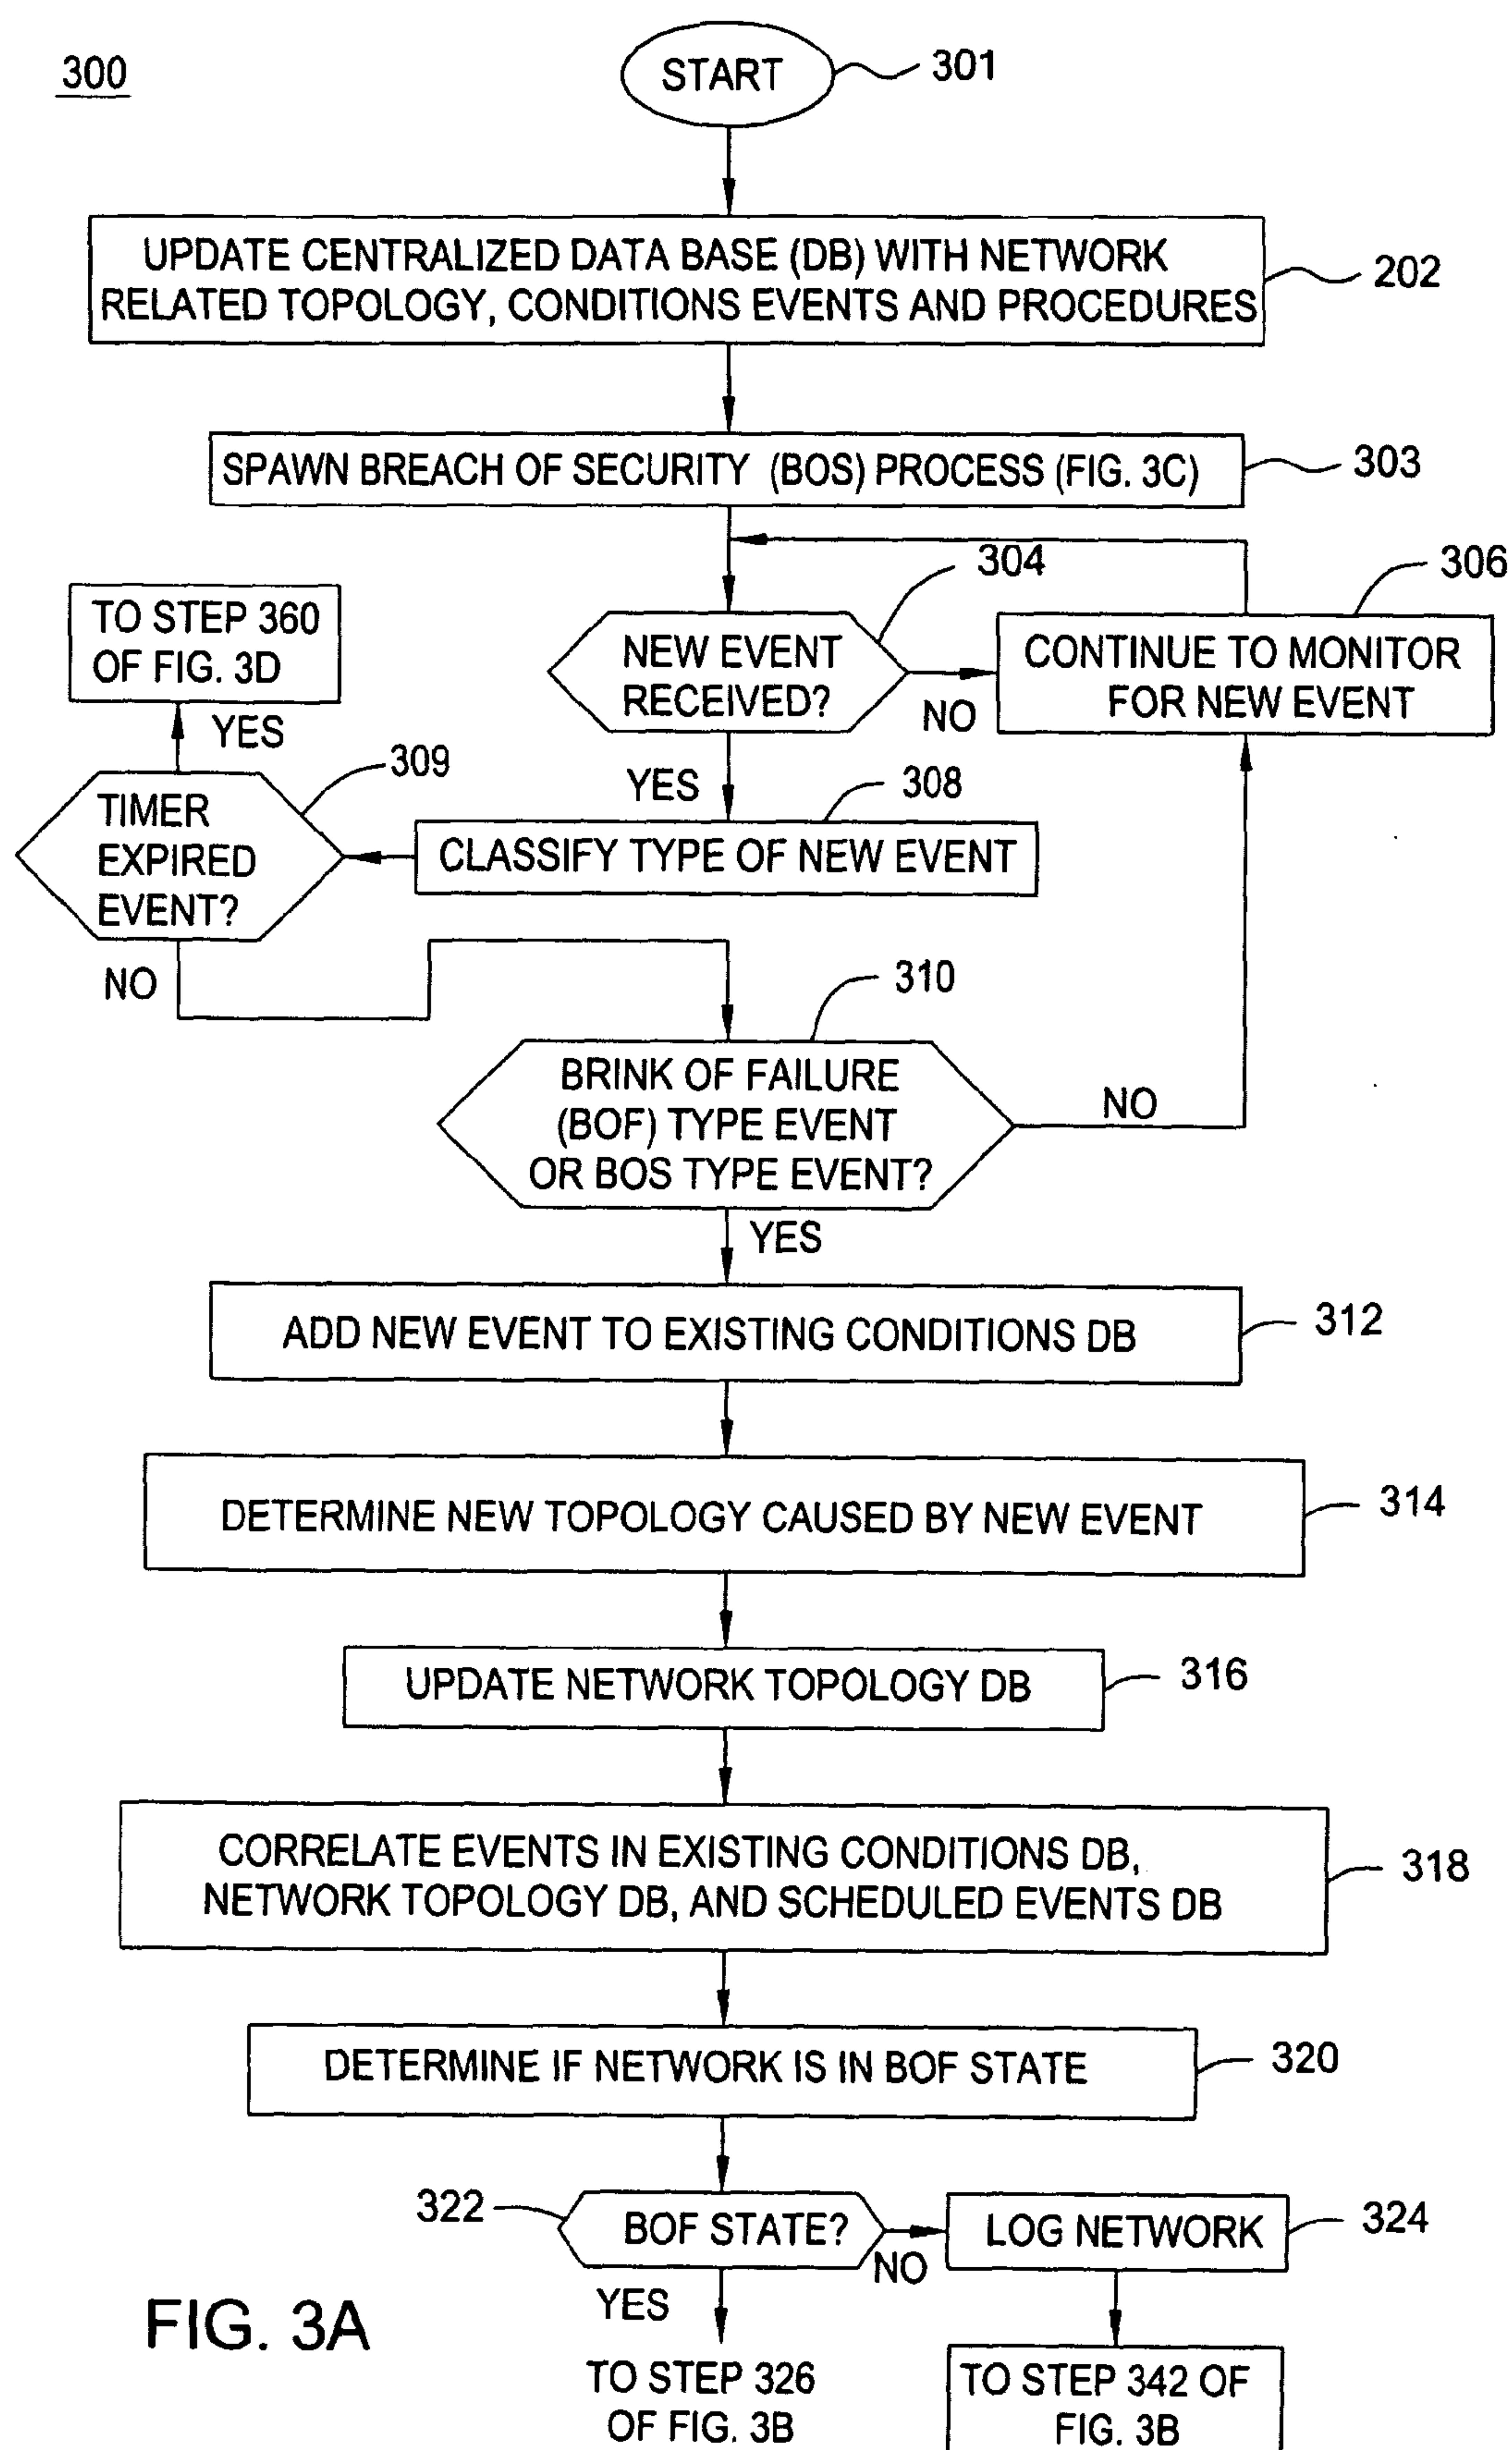 300
START
301
UPDATE CENTRALIZED DATA BASE (DB) WITH NETWORK
RELATED TOPOLOGY, CONDITIONS EVENTS AND PROCEDURES
202
SPAWN BREACH OF SECURITY (BOS) PROCESS (FIG. 3C)
303
304
306
TO STEP 360
OF FIG. 3D
NEW EVENT
RECEIVED?
NO
CONTINUE TO MONITOR
FOR NEW EVENT
YES
309
YES
308
TIMER
EXPIRED
EVENT?
CLASSIFY TYPE OF NEW EVENT
NO
310
BRINK OF FAILURE
(BOF) TYPE EVENT
OR BOS TYPE EVENT?
NO
YES
ADD NEW EVENT TO EXISTING CONDITIONS DB
312
DETERMINE NEW TOPOLOGY CAUSED BY NEW EVENT
314
UPDATE NETWORK TOPOLOGY DB
316
CORRELATE EVENTS IN EXISTING CONDITIONS DB,
NETWORK TOPOLOGY DB, AND SCHEDULED EVENTS DB
318
DETERMINE IF NETWORK IS IN BOF STATE
320
322
BOF STATE?
NO
LOG NETWORK
324
YES
FIG. 3A
TO STEP 326
OF FIG. 3B
TO STEP 342 OF
FIG. 3B